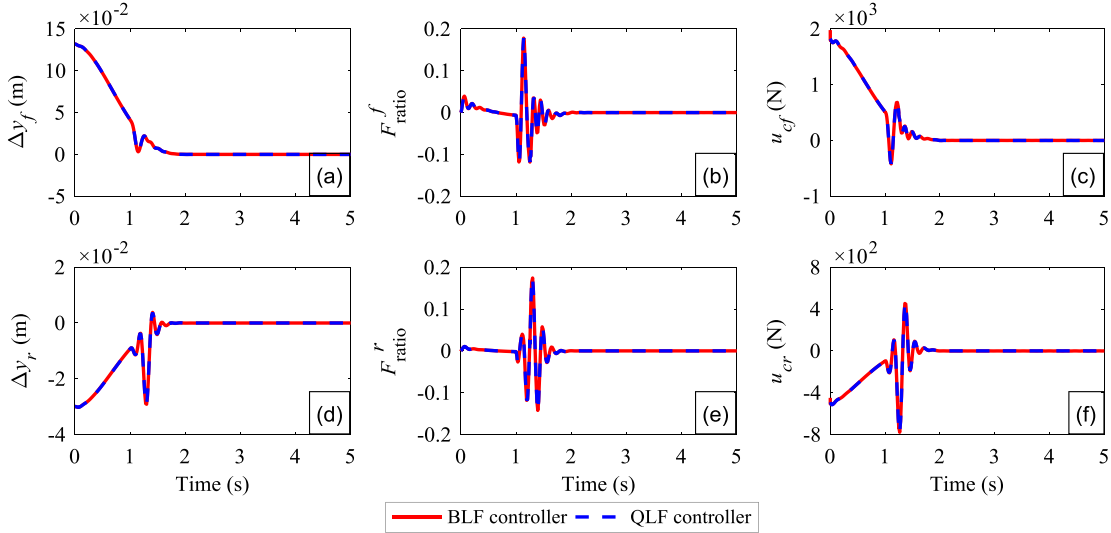 ×10⁻²
15
10
5
0
-5
0 1 2 3 4 5
Δy_f (m)
(a)
0.2
0.1
0
-0.1
-0.2
0 1 2 3 4 5
F^f_ratio
(b)
×10³
2
1
0
-1
0 1 2 3 4 5
u_cf (N)
(c)
×10⁻²
2
0
-2
-4
0 1 2 3 4 5
Δy_r (m)
Time (s)
(d)
0.2
0.1
0
-0.1
-0.2
0 1 2 3 4 5
F^r_ratio
Time (s)
(e)
×10²
8
4
0
-4
-8
0 1 2 3 4 5
u_cr (N)
Time (s)
(f)
BLF controller QLF controller